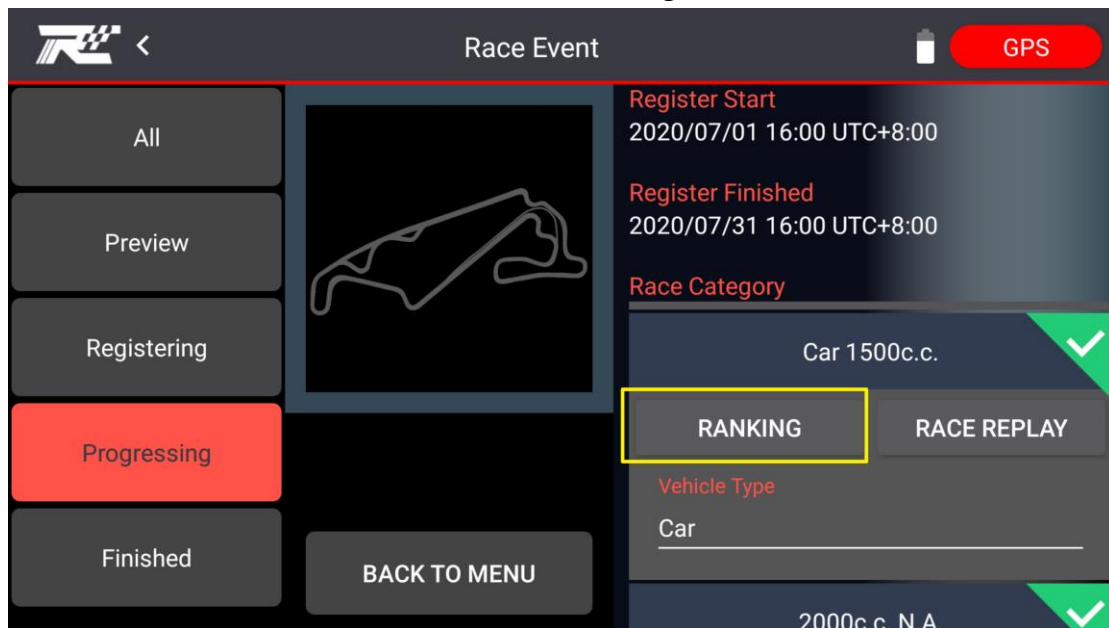 Race Event
GPS
All
Preview
Registering
Progressing
Finished
BACK TO MENU
Register Start
2020/07/01 16:00 UTC+8:00
Register Finished
2020/07/31 16:00 UTC+8:00
Race Category
Car 1500c.c.
RANKING
RACE REPLAY
Vehicle Type
Car
2000c.c. N.A